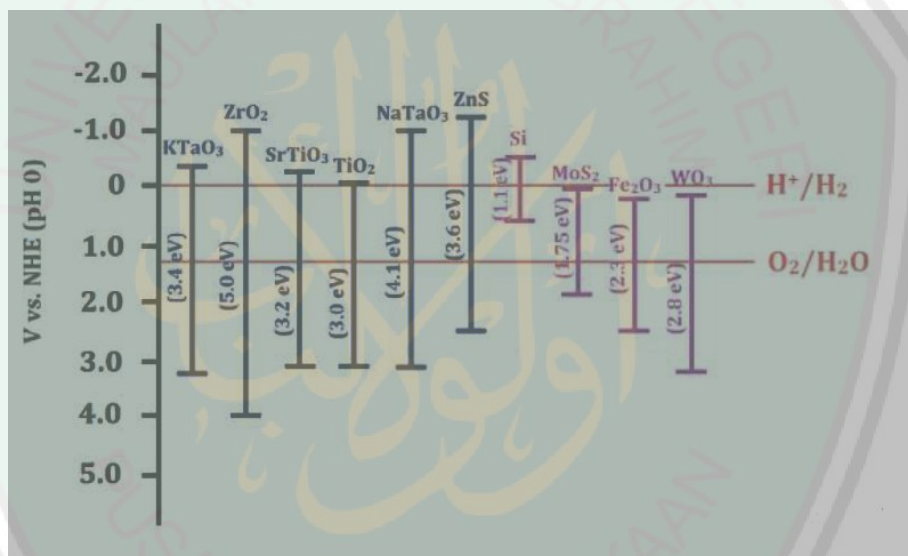 V vs. NHE (pH 0)
-2.0
-1.0
0
1.0
2.0
3.0
4.0
5.0
KTaO₃
(3.4 eV)
ZrO₂
(5.0 eV)
SrTiO₃
(3.2 eV)
TiO₂
(3.0 eV)
NaTaO₃
(4.1 eV)
ZnS
(3.6 eV)
Si
(1.1 eV)
MoS₂
(1.75 eV)
Fe₂O₃
(2.3 eV)
WO₃
(2.8 eV)
H⁺/H₂
O₂/H₂O